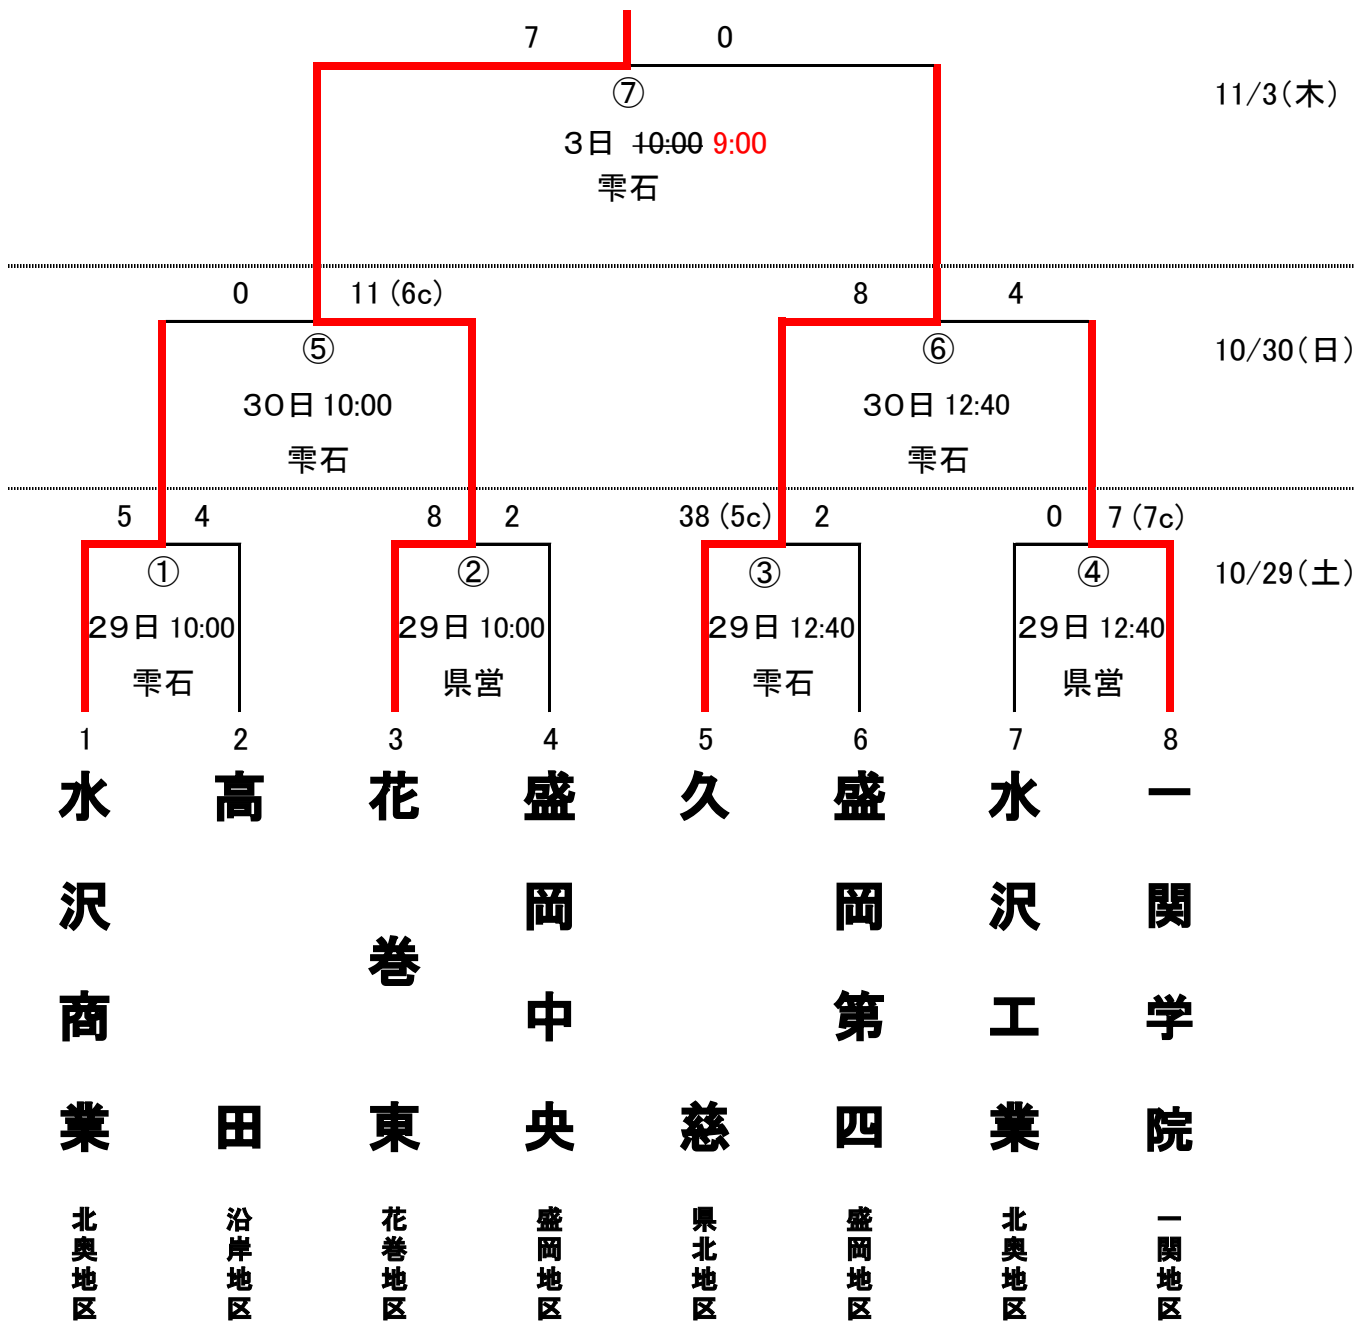 7 0
⑦
11/3(木)
3日 10:00 9:00
雫石
0 11 (6c) 8 4
⑤ ⑥
10/30(日)
30日 10:00 30日 12:40
雫石 雫石
5 4 8 2 38 (5c) 2 0 7 (7c)
① ② ③ ④
10/29(土)
29日 10:00 29日 10:00 29日 12:40 29日 12:40
雫石 県営 雫石 県営
1 2 3 4 5 6 7 8
水沢商業
高田
花巻東
盛岡中央
久慈
盛岡第四
水沢工業
一関学院
北奥地区
沿岸地区
花巻地区
盛岡地区
県北地区
盛岡地区
北奥地区
一関地区